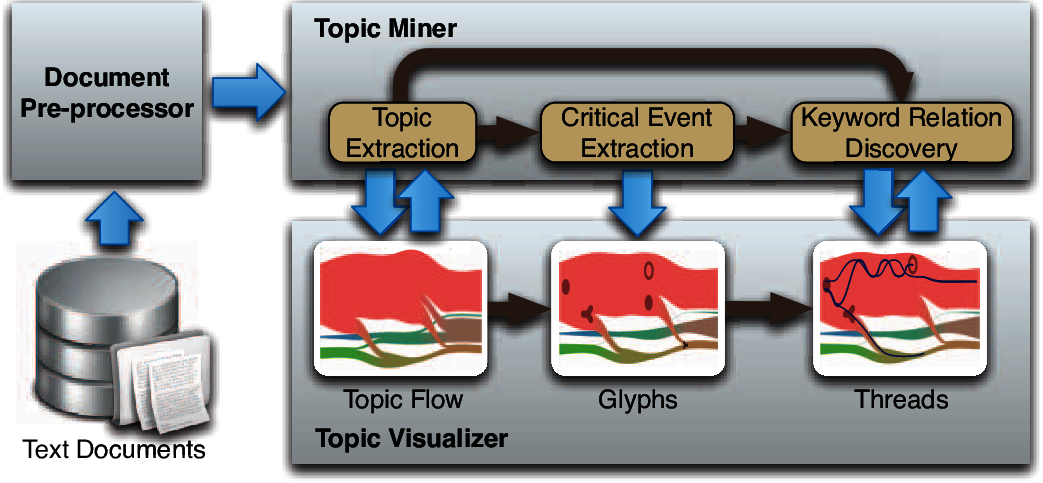 Document
Pre-processor
Topic Miner
Topic
Extraction
Critical Event
Extraction
Keyword Relation
Discovery
Text Documents
Topic Flow
Glyphs
Threads
Topic Visualizer